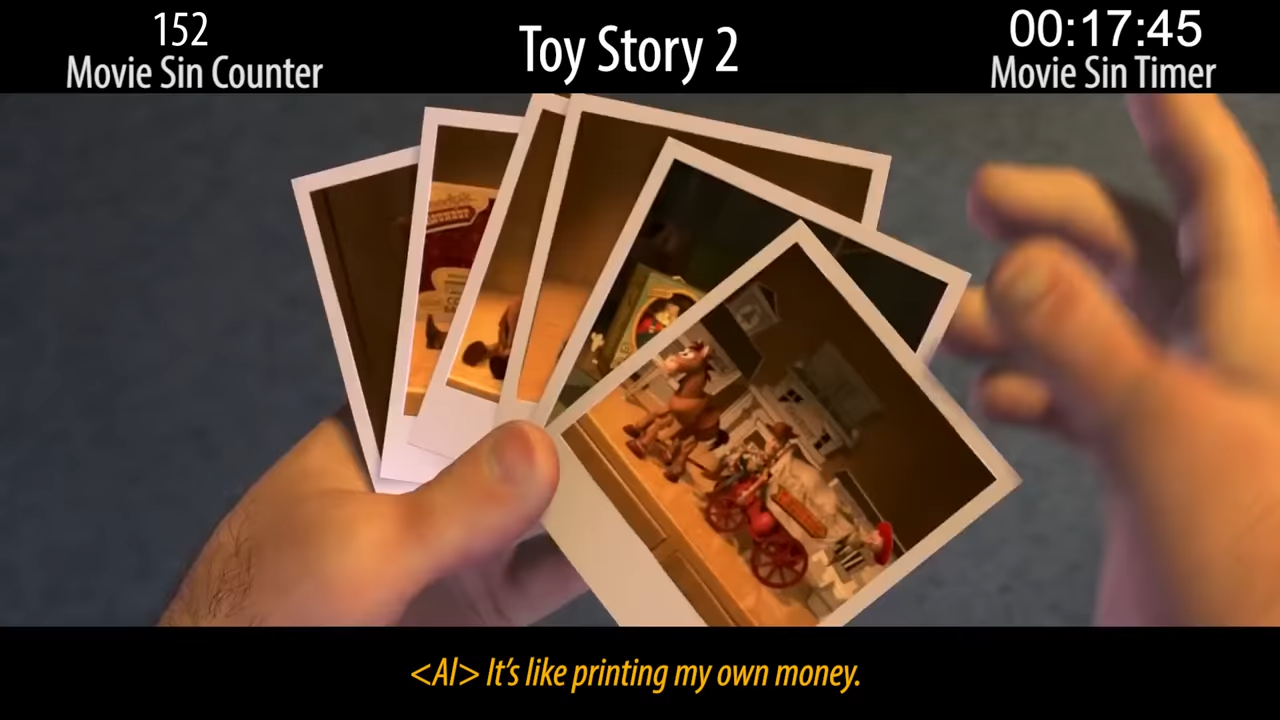 152
Movie Sin Counter
Toy Story 2
00:17:45
Movie Sin Timer
<Al> It's like printing my own money.